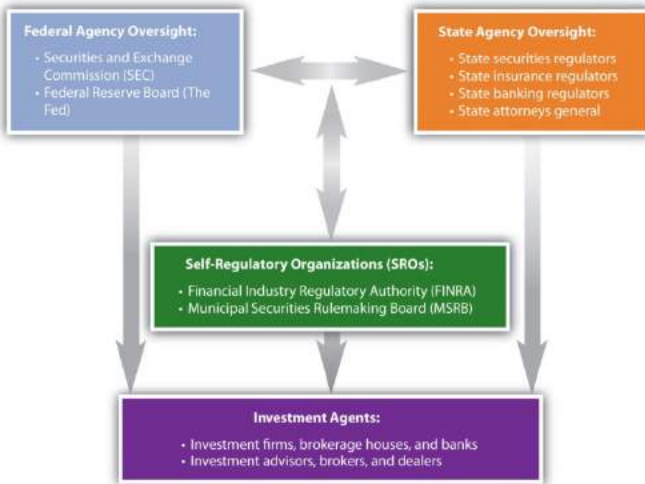 Federal Agency Oversight:
• Securities and Exchange
Commission (SEC)
• Federal Reserve Board (The
Fed)
State Agency Oversight:
• State securities regulators
• State insurance regulators
• State banking regulators
• State attorneys general
Self-Regulatory Organizations (SROs):
• Financial Industry Regulatory Authority (FINRA)
• Municipal Securities Rulemaking Board (MSRB)
Investment Agents:
• Investment firms, brokerage houses, and banks
• Investment advisors, brokers, and dealers